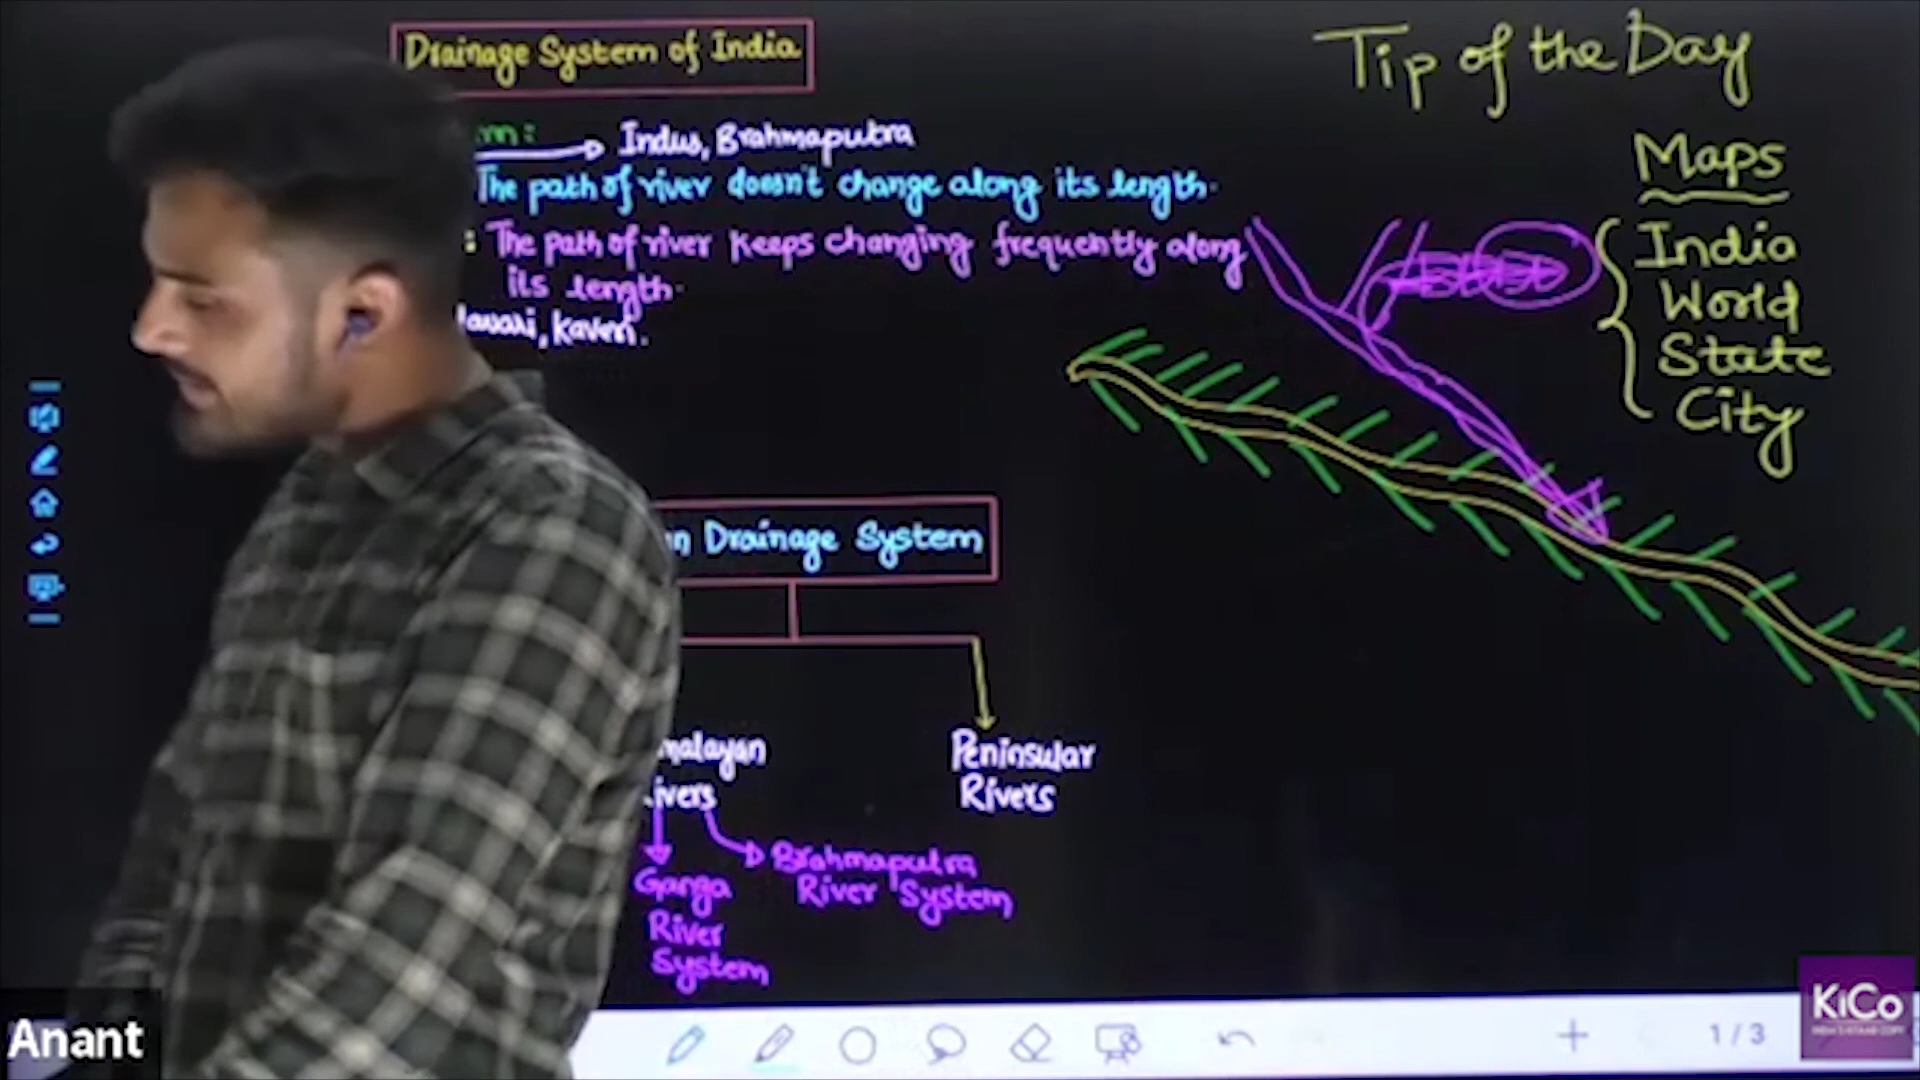 Drainage System of India
Indus, Brahmaputra
The path of river doesn't change along its length.
: The path of river keeps changing frequently along
its length.
, Kaveri.
n Drainage System
malayan
ivers
Peninsular
Rivers
Ganga
River
System
Brahmaputra
River System
Tip of the Day
Maps
India
World
State
City
Anant
KiCo
1/3